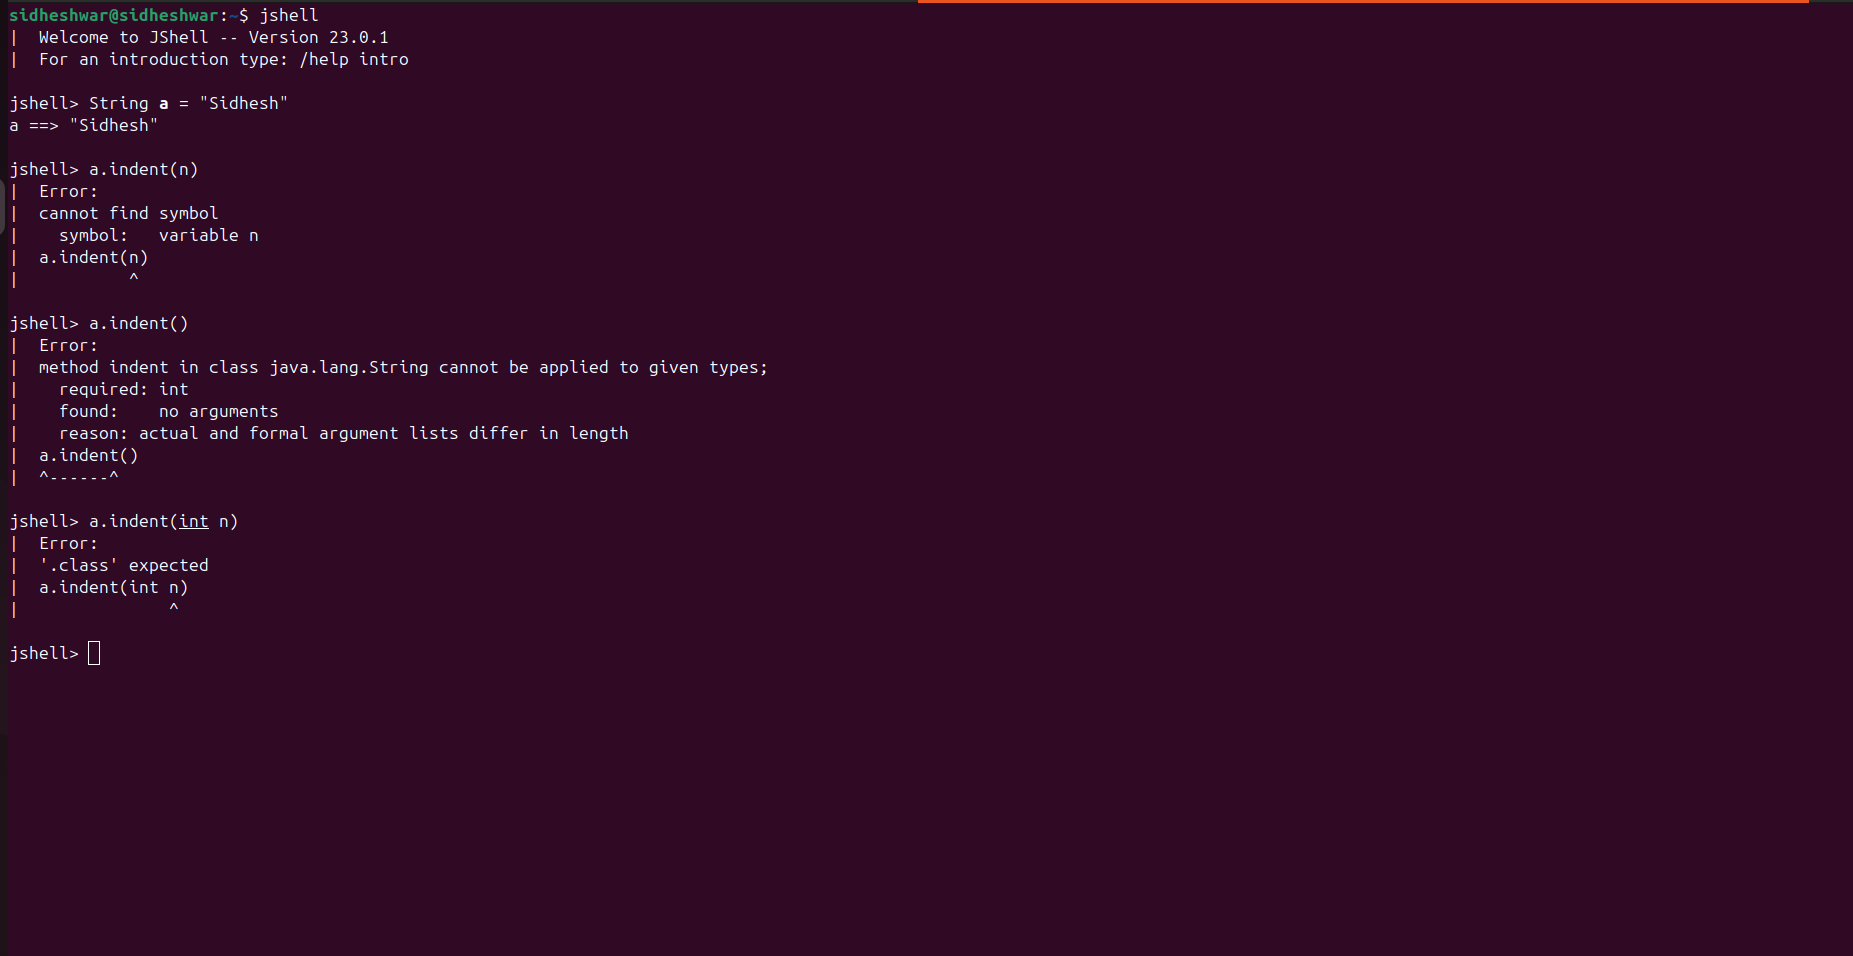 sidheshwar@sidheshwar:~$ jshell
|  Welcome to JShell -- Version 23.0.1
|  For an introduction type: /help intro
jshell> String a = "Sidhesh"
a ==> "Sidhesh"
jshell> a.indent(n)
|  Error:
|  cannot find symbol
|    symbol:   variable n
|  a.indent(n)
|           ^
jshell> a.indent()
|  Error:
|  method indent in class java.lang.String cannot be applied to given types;
|    required: int
|    found:    no arguments
|    reason: actual and formal argument lists differ in length
|  a.indent()
|  ^------^
jshell> a.indent(int n)
|  Error:
|  '.class' expected
|  a.indent(int n)
|               ^
jshell>